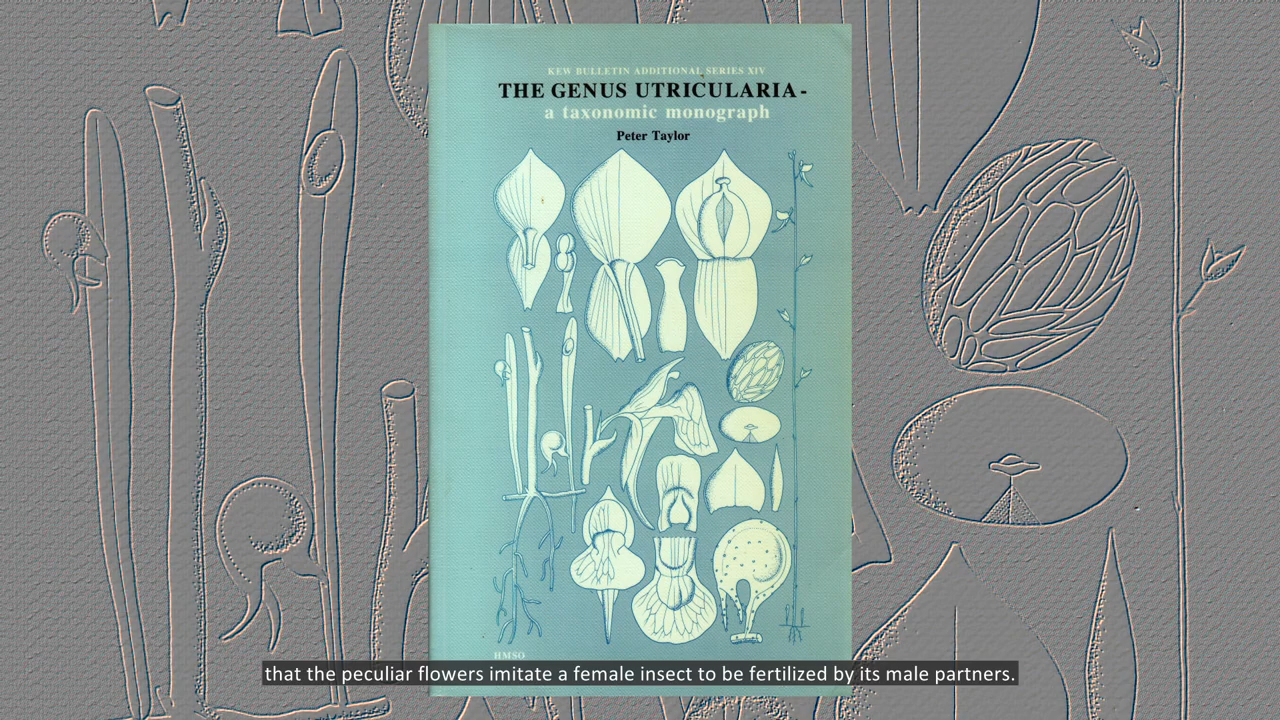 KEW BULLETIN ADDITIONAL SERIES XIV
THE GENUS UTRICULARIA -
a taxonomic monograph
Peter Taylor
HMSO
that the peculiar flowers imitate a female insect to be fertilized by its male partners.